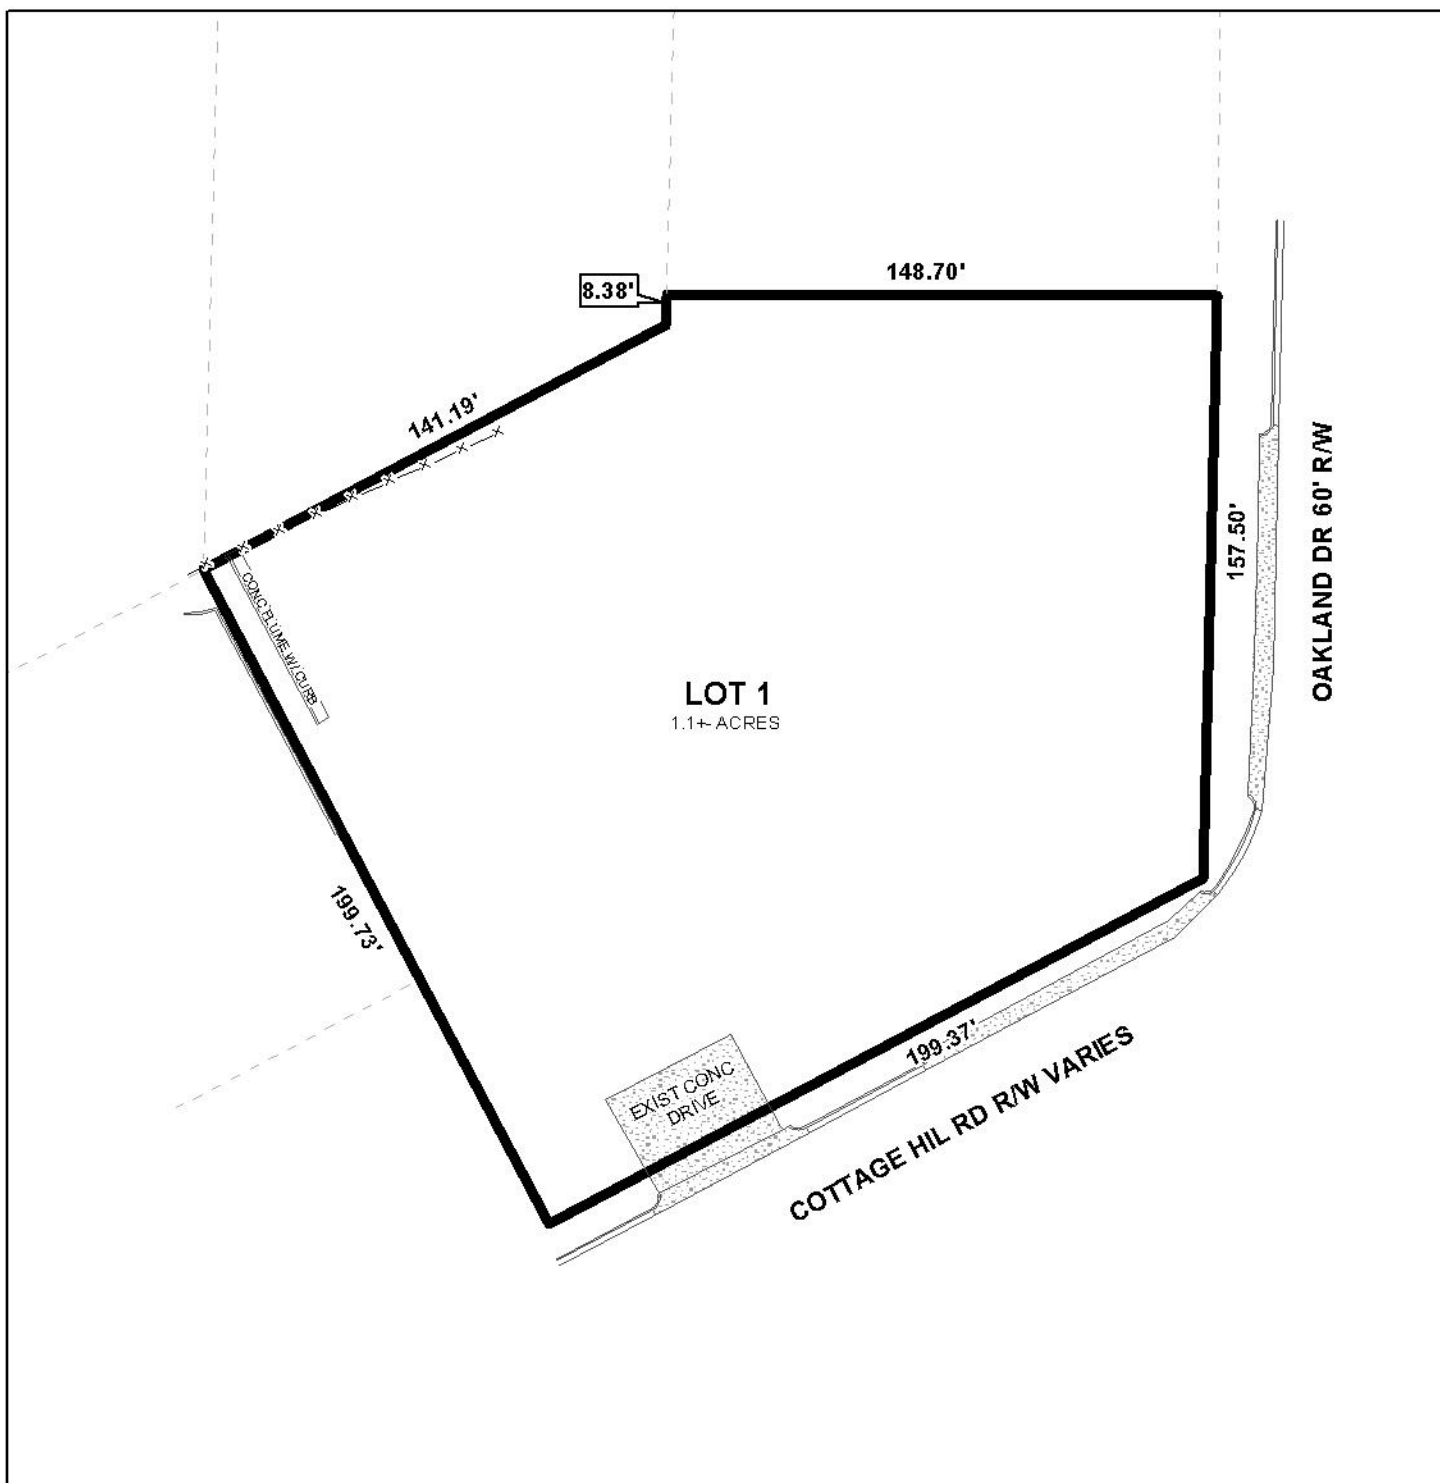 148.70'
8.38'
141.19'
OAKLAND DR 60' R/W
157.50'
CONC FLUME W/ CURB
LOT 1
1.1+- ACRES
199.73'
199.37'
EXIST CONC
DRIVE
COTTAGE HIL RD R/W VARIES